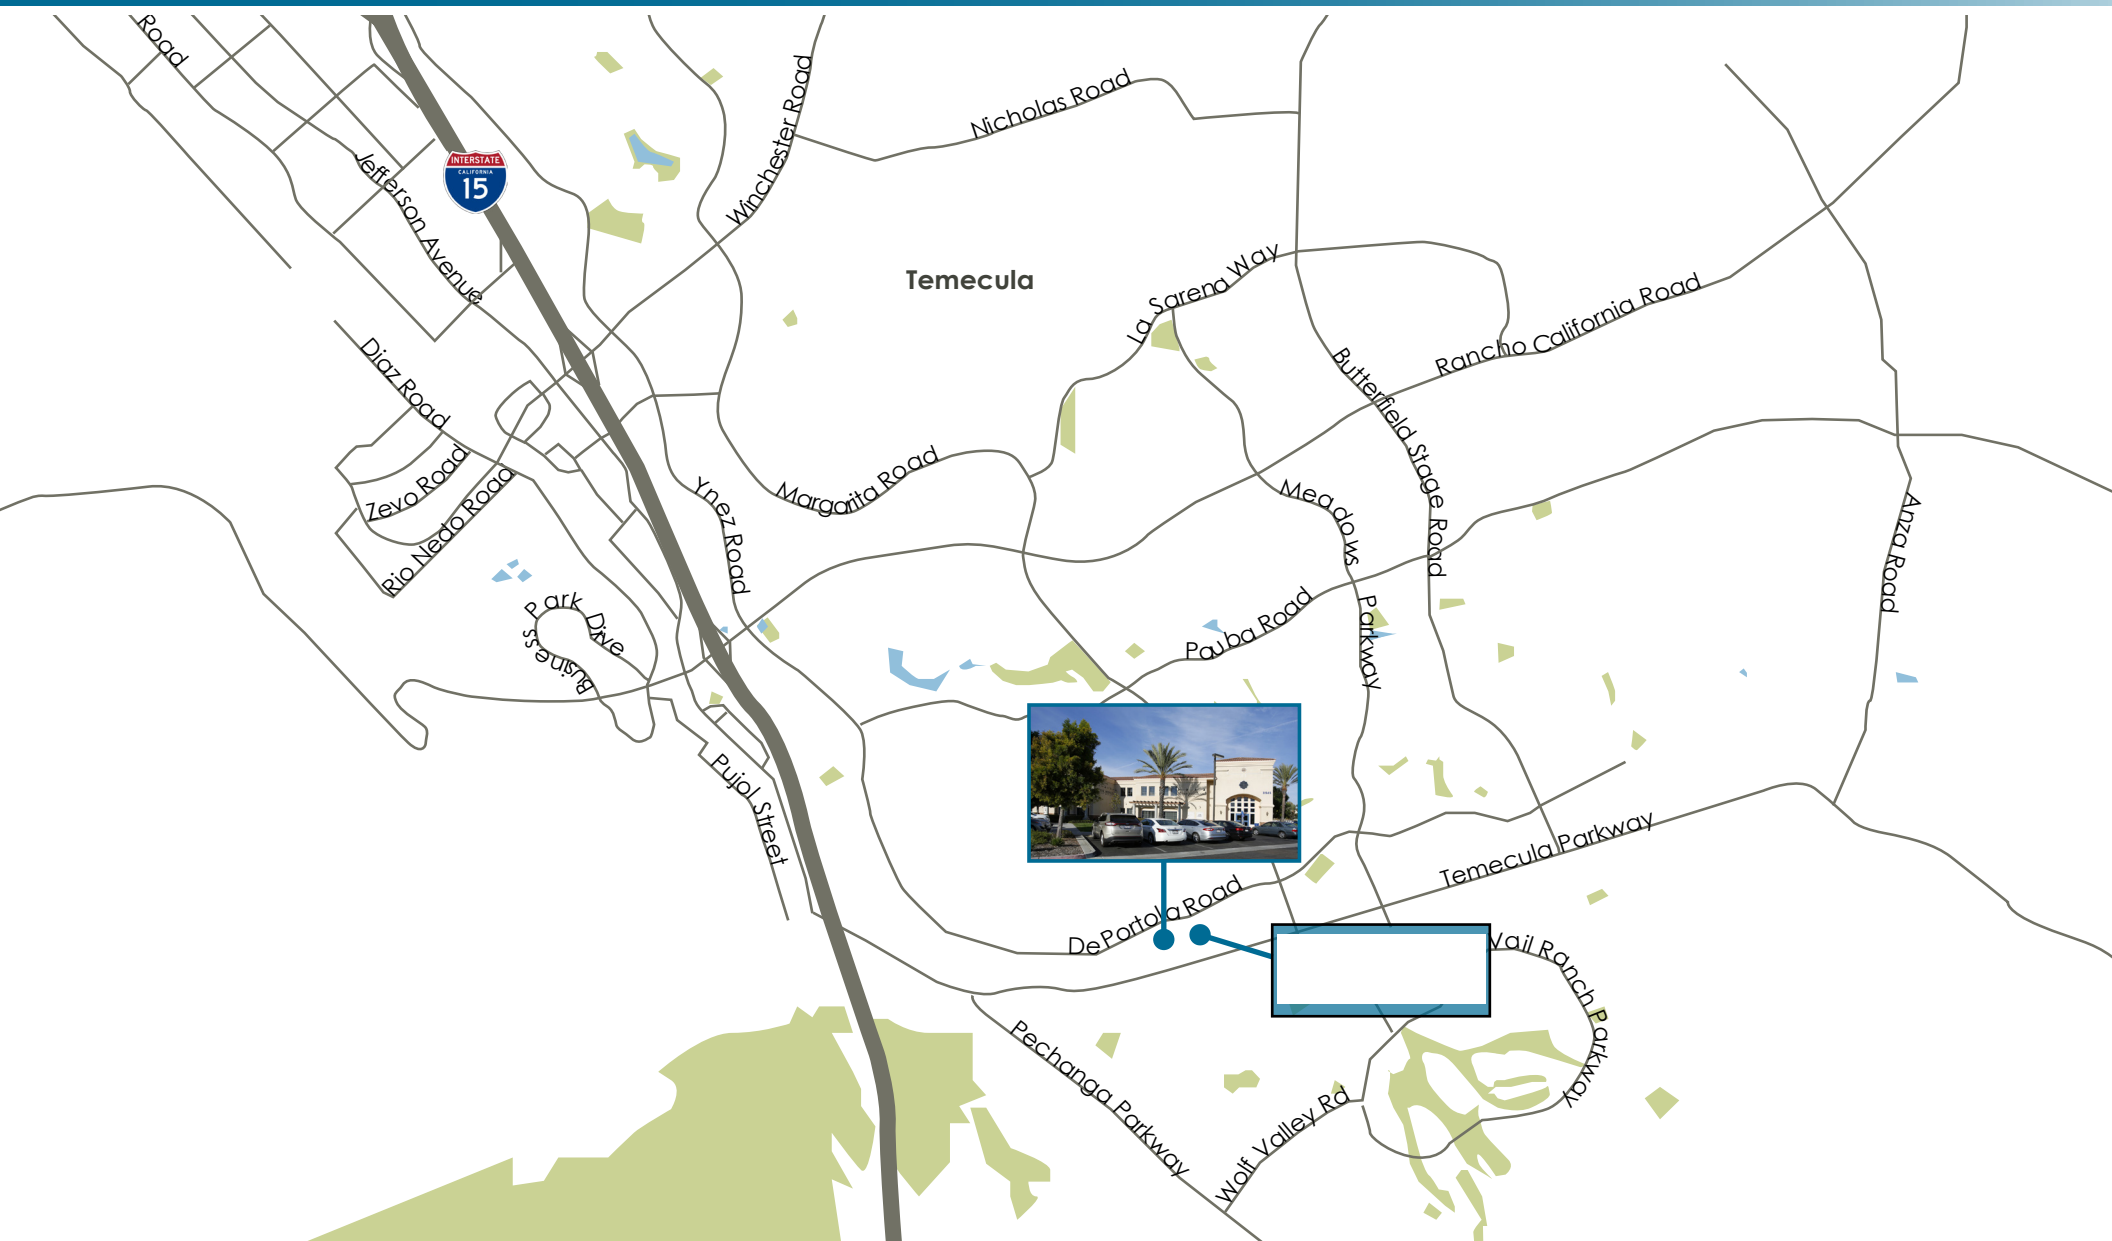 Road
Winchester Road
Nicholas Road
Jefferson Avenue
INTERSTATE
CALIFORNIA
15
Temecula
La Sarena Way
Rancho California Road
Diaz Road
Butterfield Stage Road
Zevo Road
Rio Nedo Road
Ynez Road
Margarita Road
Meadows Parkway
Anza Road
Business Park Dive
Pauba Road
Pujol Street
Temecula Parkway
De Portola Road
Vail Ranch Parkway
Pechanga Parkway
Wolf Valley Rd